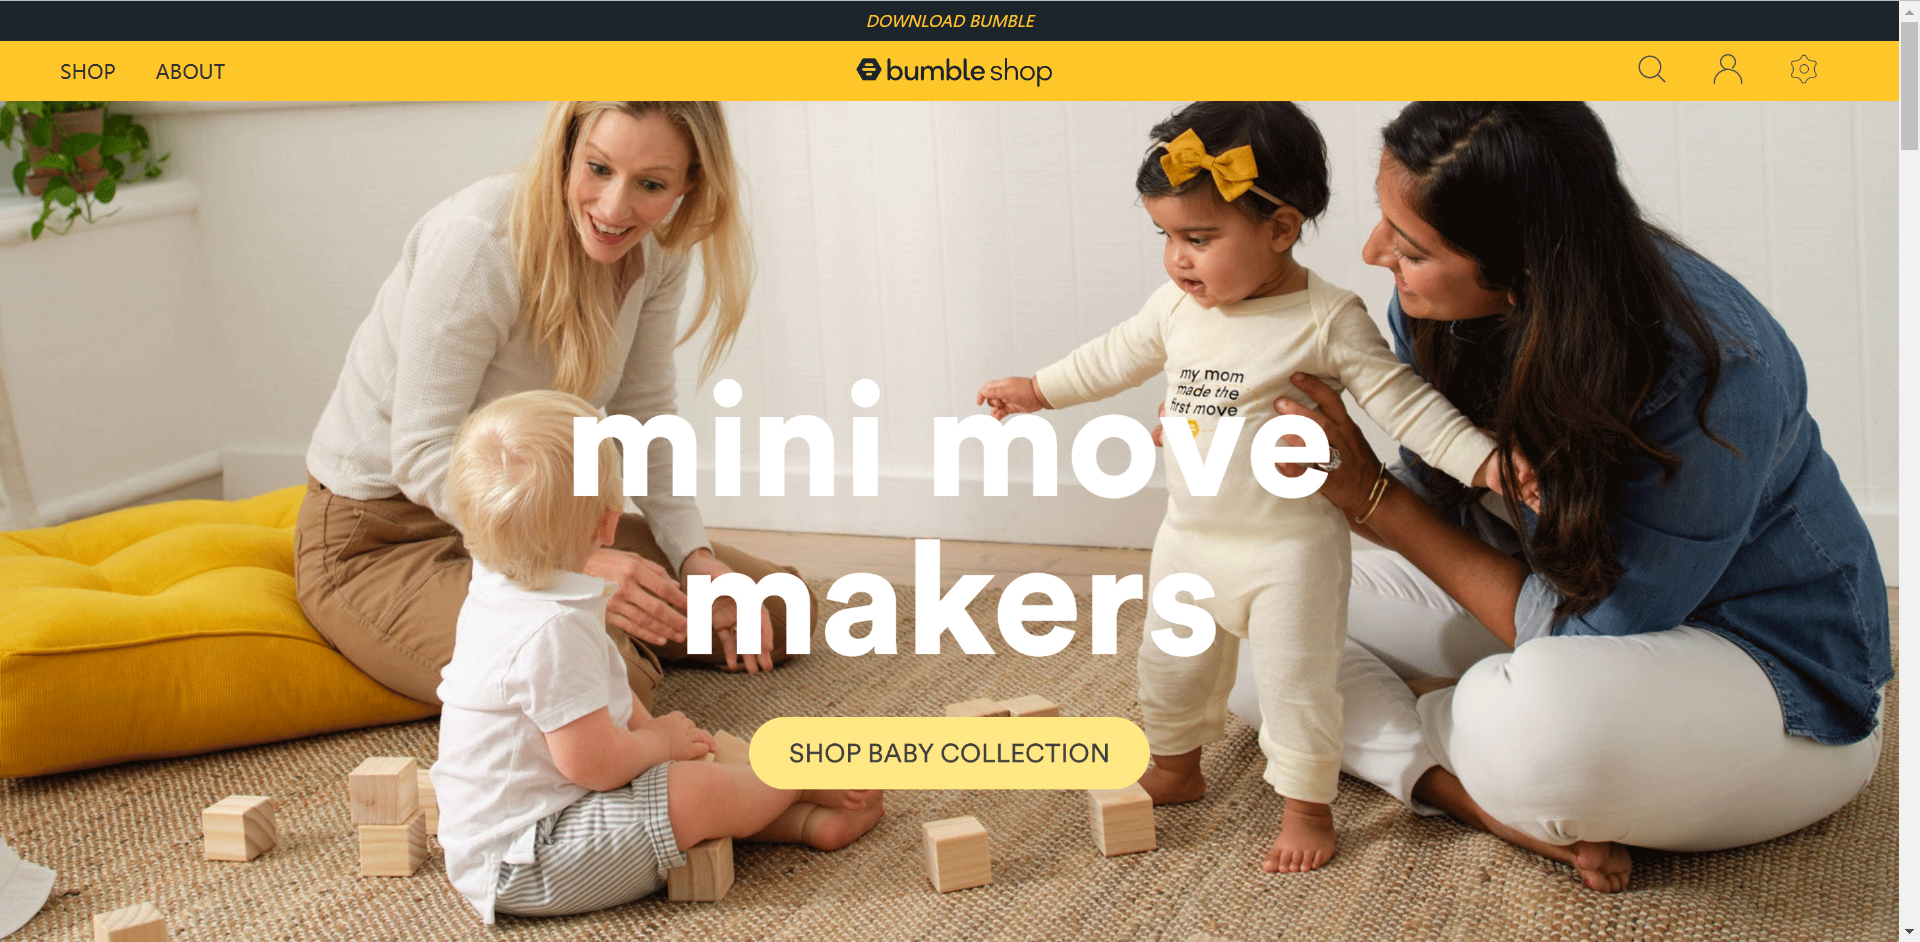 DOWNLOAD BUMBLE
SHOP
ABOUT
bumble shop
my mom
made the
first move
mini move
makers
SHOP BABY COLLECTION